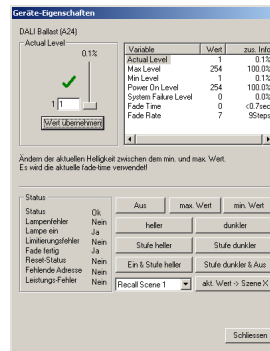 Geräte-Eigenschaften
DALI Ballast (A24)
Actual Level
0.1%
1 1
Wert übernehmen
Variable Wert zus. Info
Actual Level 1 0.1%
Max Level 254 100.0%
Min Level 1 0.1%
Power On Level 254 100.0%
System Failure Level 0 0.0%
Fade Time 0 <0.7sec
Fade Rate 7 9Steps
Ändern der aktuellen Helligkeit zwischen dem min. und max. Wert.
Es wird die aktuelle fade-time verwendet!
Status
Status Ok
Lampenfehler Nein
Lampe ein Ja
Limitierungsfehler Nein
Fade fertig Ja
Reset-Status Nein
Fehlende Adresse Nein
Leistungs-Fehler Nein
Aus max. Wert min. Wert
heller dunkler
Stufe heller Stufe dunkler
Ein & Stufe heller Stufe dunkler & Aus
Recall Scene 1 akt. Wert -> Szene X
Schliessen